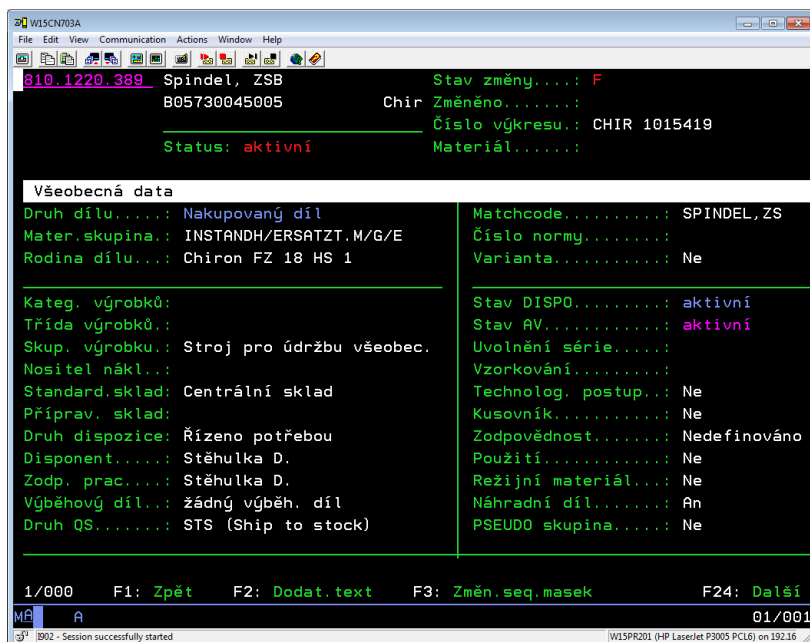 W15CN703A
File Edit View Communication Actions Window Help
810.1220.389 Spindel, ZSB Stav změny....: F
B05730045005 Chir Změněno.......:
Číslo výkresu.: CHIR 1015419
Status: aktivní Materiál......:
Všeobecná data
Druh dílu.....: Nakupovaný díl Matchcode..........: SPINDEL,ZS
Mater.skupina.: INSTANDH/ERSATZT.M/G/E Číslo normy........:
Rodina dílu...: Chiron FZ 18 HS 1 Varianta...........: Ne
Kateg. výrobků: Stav DISPO.........: aktivní
Třída výrobků.: Stav AV............: aktivní
Skup. výrobku.: Stroj pro údržbu všeobec. Uvolnění série.....:
Nositel nákl..: Vzorkování.........:
Standard.sklad: Centrální sklad Technolog. postup..: Ne
Příprav. sklad: Kusovník...........: Ne
Druh dispozice: Řízeno potřebou Zodpovědnost.......: Nedefinováno
Disponent.....: Stěhulka D. Použití............: Ne
Zodp. prac....: Stěhulka D. Režijní materiál...: Ne
Výběhový díl..: žádný výběh. díl Náhradní díl.......: An
Druh QS.......: STS (Ship to stock) PSEUDO skupina.....: Ne
1/000 F1: Zpět F2: Dodat.text F3: Změn.seq.masek F24: Další
MA A 01/001
I902 - Session successfully started W15PR201 (HP LaserJet P3005 PCL6) on 192.16